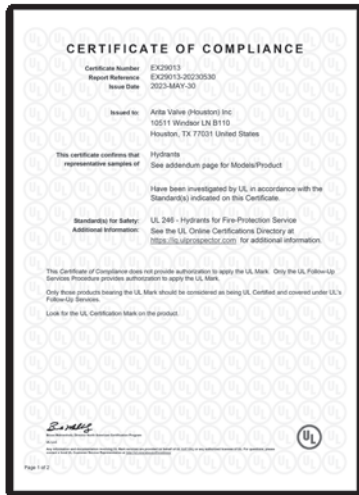 CERTIFICATE OF COMPLIANCE
Certificate Number EX29013
Report Reference EX29013-20230530
Issue Date 2023-MAY-30
Issued to: Anta Valve (Houston) Inc
10511 Windsor LN B110
Houston, TX 77031 United States
This certificate confirms that Hydrants
representative samples of See addendum page for Models/Product
Have been investigated by UL in accordance with the
Standard(s) indicated on this Certificate.
Standard(s) for Safety: UL 246 - Hydrants for Fire-Protection Service
Additional Information: See the UL Online Certifications Directory at
https://iq.ulprospector.com for additional information.
This Certificate of Compliance does not provide authorization to apply the UL Mark. Only the UL Follow-Up
Services Procedure provides authorization to apply the UL Mark.
Only those products bearing the UL Mark should be considered as being UL Certified and covered under UL's
Follow-Up Services.
Look for the UL Certification Mark on the product.
UL
Page 1 of 2